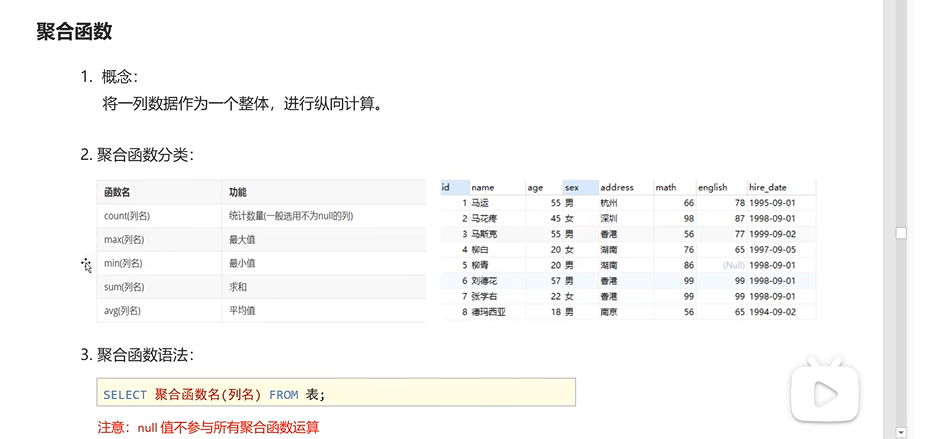 聚合函数
1. 概念：
将一列数据作为一个整体，进行纵向计算。
2. 聚合函数分类：
函数名 功能
count(列名) 统计数量(一般选用不为null的列)
max(列名) 最大值
min(列名) 最小值
sum(列名) 求和
avg(列名) 平均值
id name age sex address math english hire_date
1 马运 55 男 杭州 66 78 1995-09-01
2 马花疼 45 女 深圳 98 87 1998-09-01
3 马斯克 55 男 香港 56 77 1999-09-02
4 柳白 20 女 湖南 76 65 1997-09-05
5 柳青 20 男 湖南 86 (Null) 1998-09-01
6 刘德花 57 男 香港 99 99 1998-09-01
7 张学右 22 女 香港 99 99 1998-09-01
8 德玛西亚 18 男 南京 56 65 1994-09-02
3. 聚合函数语法：
SELECT 聚合函数名(列名) FROM 表;
注意：null 值不参与所有聚合函数运算